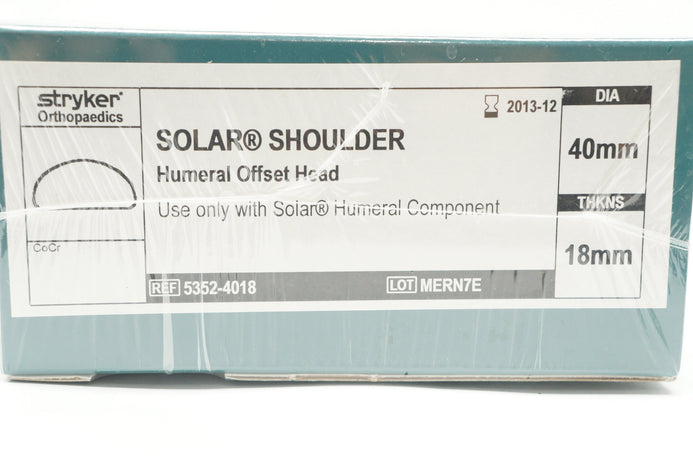 stryker®
Orthopaedics
CoCr
SOLAR® SHOULDER
Humeral Offset Head
Use only with Solar® Humeral Component
2013-12
REF 5352-4018
LOT MERN7E
DIA
40mm
THKNS
18mm